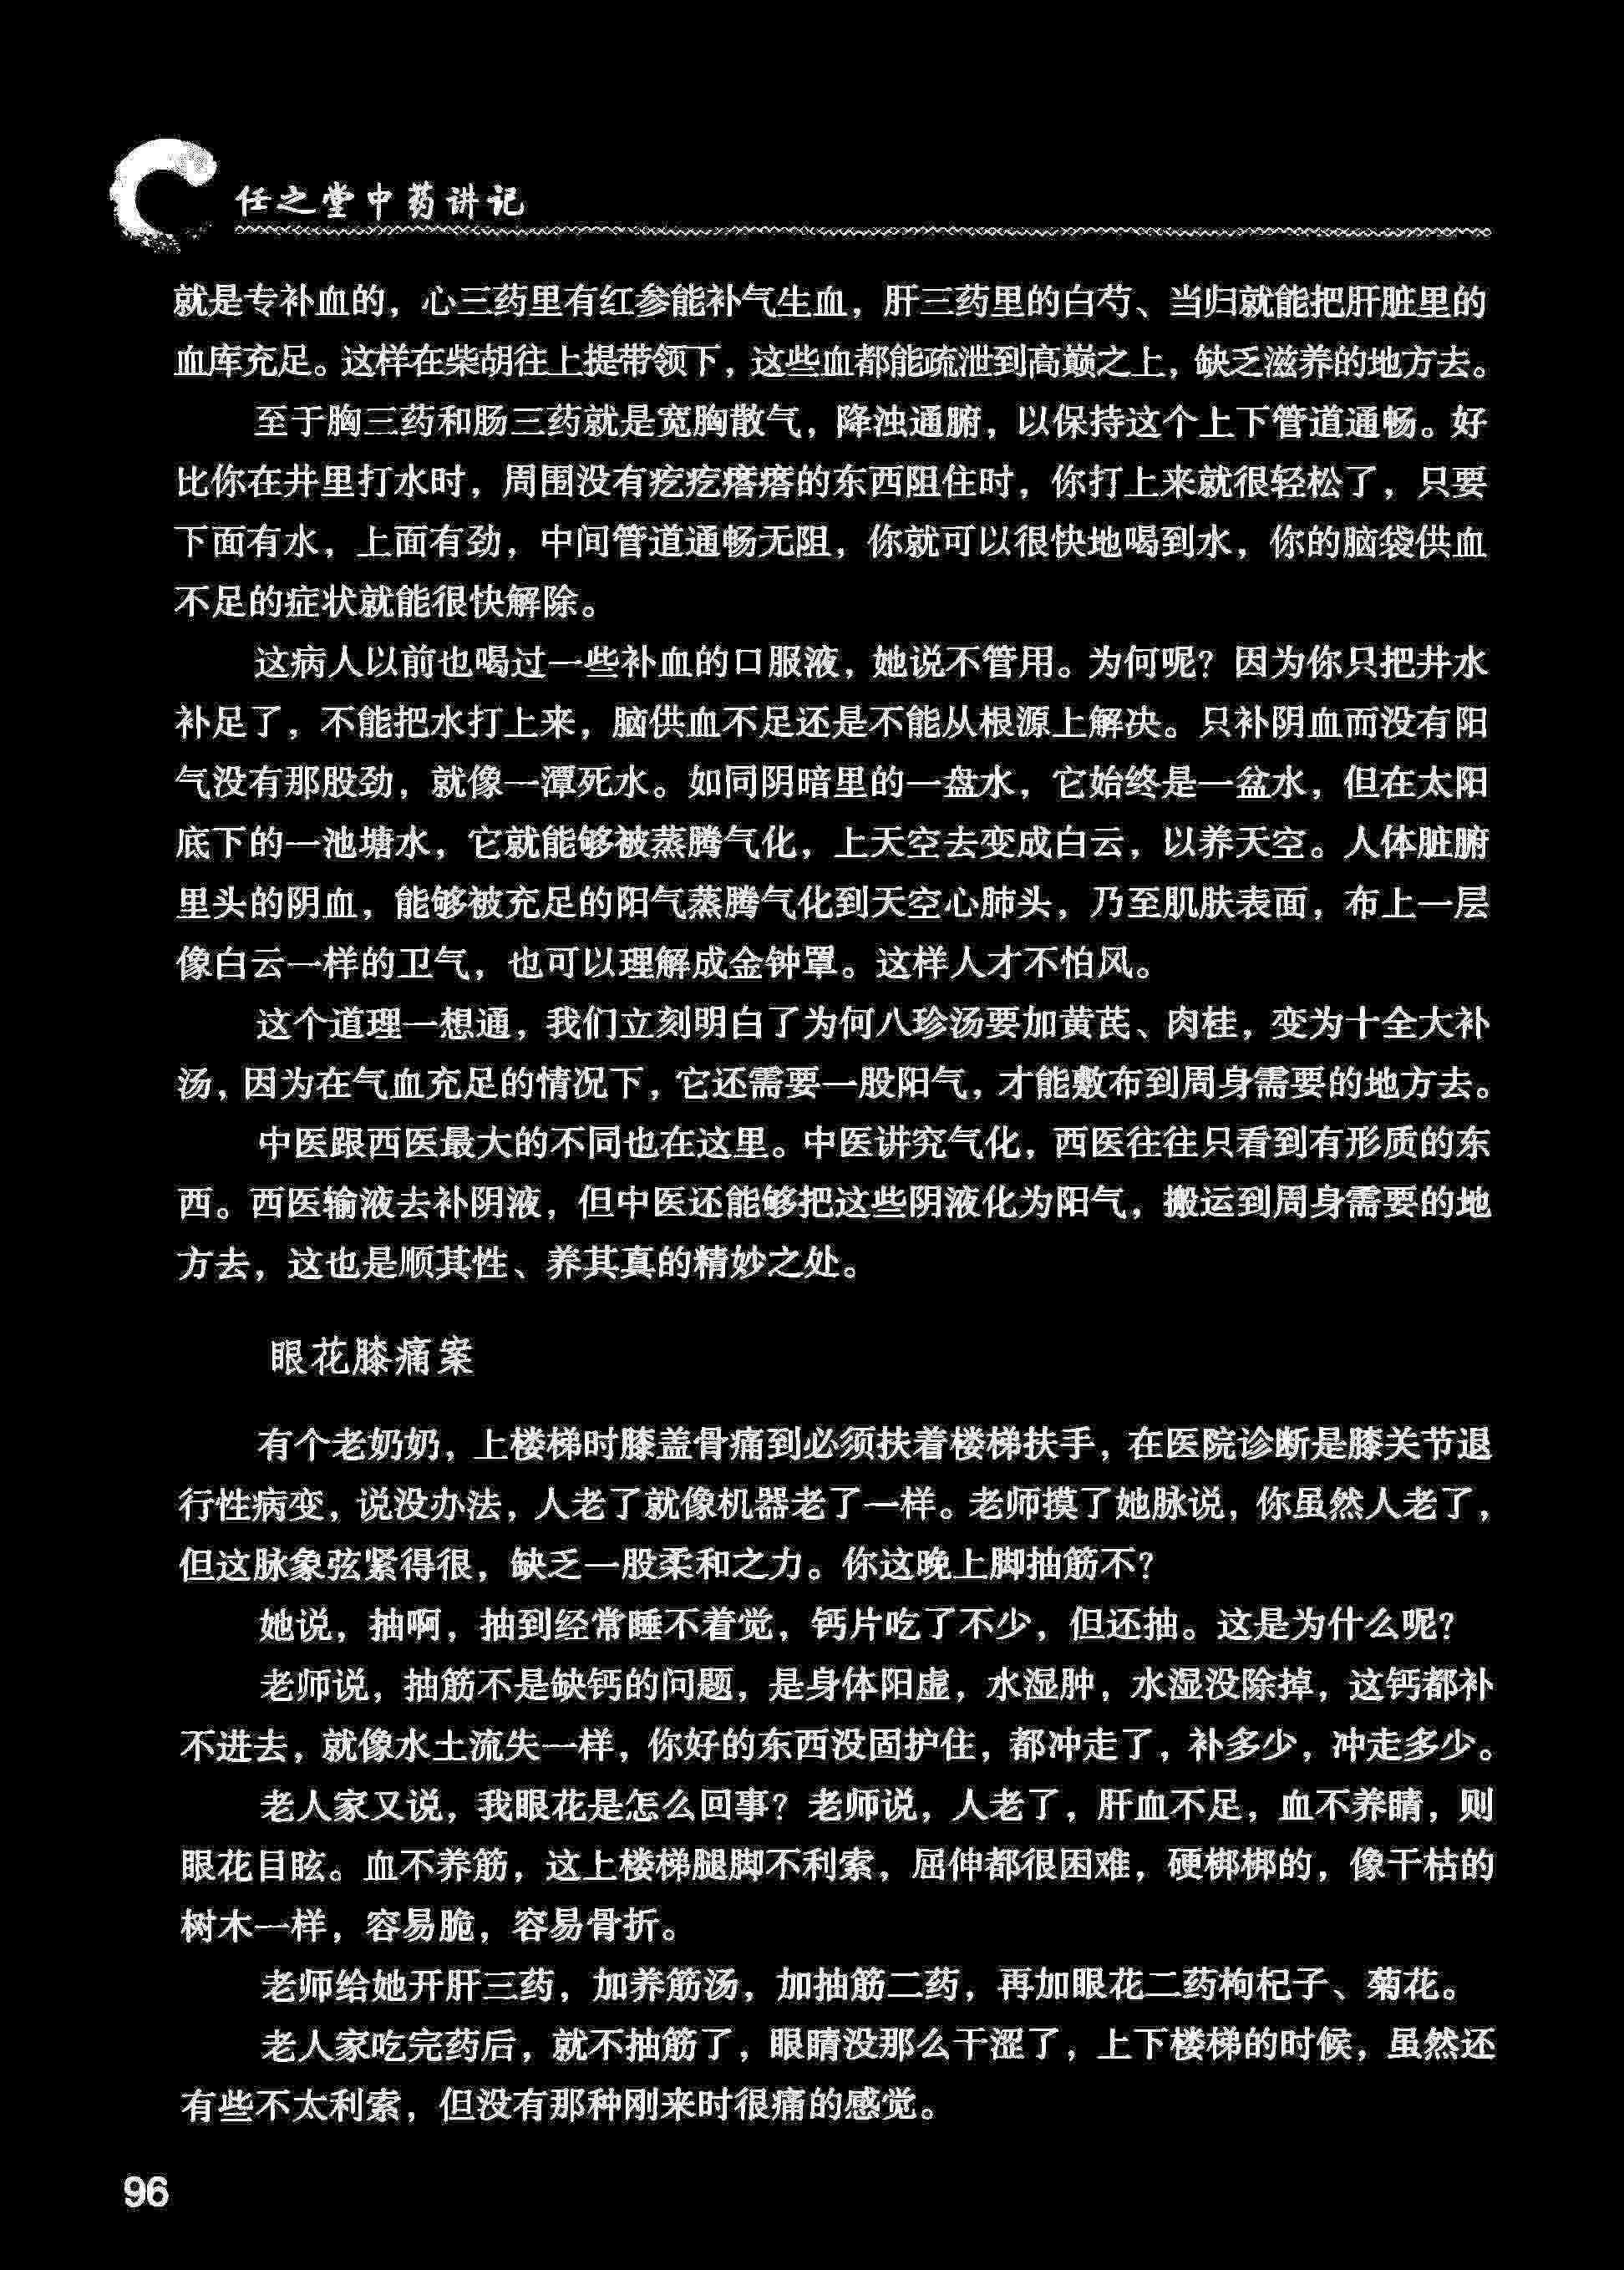 任之堂中药讲记
就是专补血的，心三药里有红参能补气生血，肝三药里的白芍、当归就能把肝脏里的
血库充足。这样在柴胡往上提带领下，这些血都能疏泄到高巅之上，缺乏滋养的地方去。
至于胸三药和肠三药就是宽胸散气，降浊通腑，以保持这个上下管道通畅。好
比你在井里打水时，周围没有疙疙瘩瘩的东西阻住时，你打上来就很轻松了，只要
下面有水，上面有劲，中间管道通畅无阻，你就可以很快地喝到水，你的脑袋供血
不足的症状就能很快解除。
这病人以前也喝过一些补血的口服液，她说不管用。为何呢？因为你只把井水
补足了，不能把水打上来，脑供血不足还是不能从根源上解决。只补阴血而没有阳
气没有那股劲，就像一潭死水。如同阴暗里的一盘水，它始终是一盆水，但在太阳
底下的一池塘水，它就能够被蒸腾气化，上天空去变成白云，以养天空。人体脏腑
里头的阴血，能够被充足的阳气蒸腾气化到天空心肺头，乃至肌肤表面，布上一层
像白云一样的卫气，也可以理解成金钟罩。这样人才不怕风。
这个道理一想通，我们立刻明白了为何八珍汤要加黄芪、肉桂，变为十全大补
汤，因为在气血充足的情况下，它还需要一股阳气，才能敷布到周身需要的地方去。
中医跟西医最大的不同也在这里。中医讲究气化，西医往往只看到有形质的东
西。西医输液去补阴液，但中医还能够把这些阴液化为阳气，搬运到周身需要的地
方去，这也是顺其性、养其真的精妙之处。
眼花膝痛案
有个老奶奶，上楼梯时膝盖骨痛到必须扶着楼梯扶手，在医院诊断是膝关节退
行性病变，说没办法，人老了就像机器老了一样。老师摸了她脉说，你虽然人老了，
但这脉象弦紧得很，缺乏一股柔和之力。你这晚上脚抽筋不？
她说，抽啊，抽到经常睡不着觉，钙片吃了不少，但还抽。这是为什么呢？
老师说，抽筋不是缺钙的问题，是身体阳虚，水湿肿，水湿没除掉，这钙都补
不进去，就像水土流失一样，你好的东西没固护住，都冲走了，补多少，冲走多少。
老人家又说，我眼花是怎么回事？老师说，人老了，肝血不足，血不养睛，则
眼花目眩。血不养筋，这上楼梯腿脚不利索，屈伸都很困难，硬梆梆的，像干枯的
树木一样，容易脆，容易骨折。
老师给她开肝三药，加养筋汤，加抽筋二药，再加眼花二药枸杞子、菊花。
老人家吃完药后，就不抽筋了，眼睛没那么干涩了，上下楼梯的时候，虽然还
有些不太利索，但没有那种刚来时很痛的感觉。
96